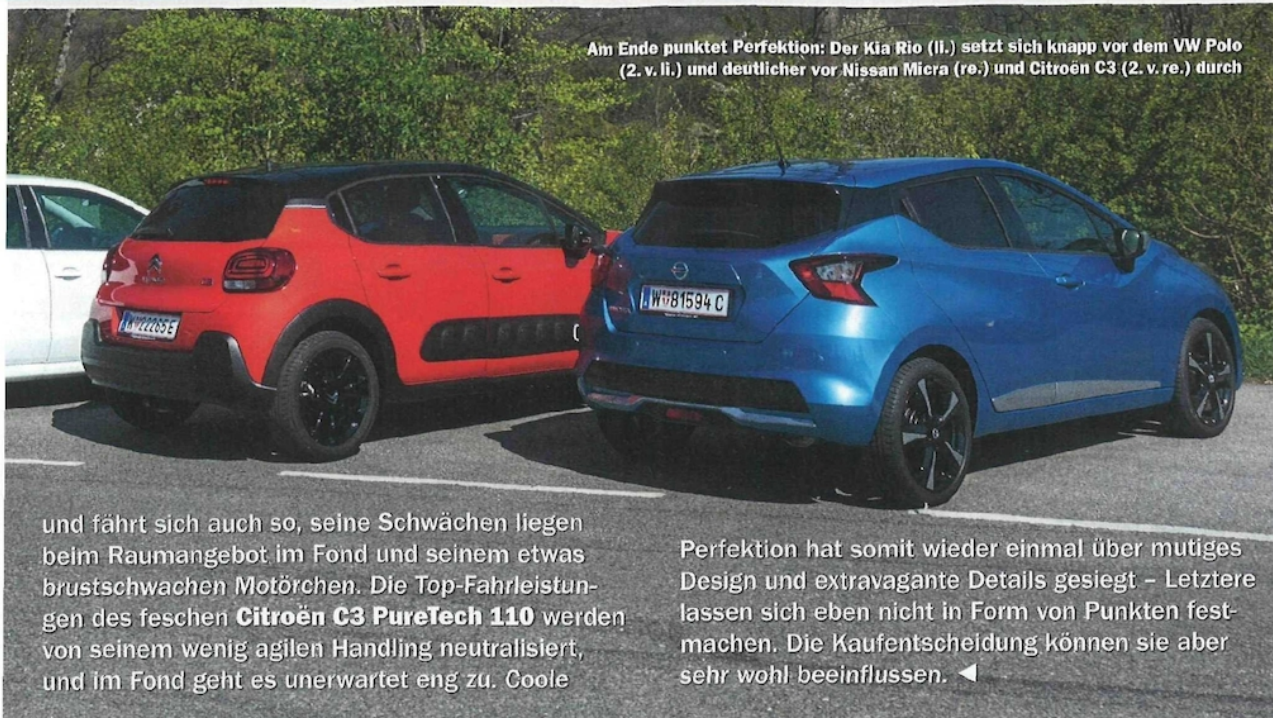 Am Ende punktet Perfektion: Der Kia Rio (li.) setzt sich knapp vor dem VW Polo
(2. v. li.) und deutlicher vor Nissan Micra (re.) und Citroën C3 (2. v. re.) durch
W 81594 C
und fährt sich auch so, seine Schwächen liegen
beim Raumangebot im Fond und seinem etwas
brustschwachen Motörchen. Die Top-Fahrleistun-
gen des feschen Citroën C3 PureTech 110 werden
von seinem wenig agilen Handling neutralisiert,
und im Fond geht es unerwartet eng zu. Coole
Perfektion hat somit wieder einmal über mutiges
Design und extravagante Details gesiegt – Letztere
lassen sich eben nicht in Form von Punkten fest-
machen. Die Kaufentscheidung können sie aber
sehr wohl beeinflussen. ◄